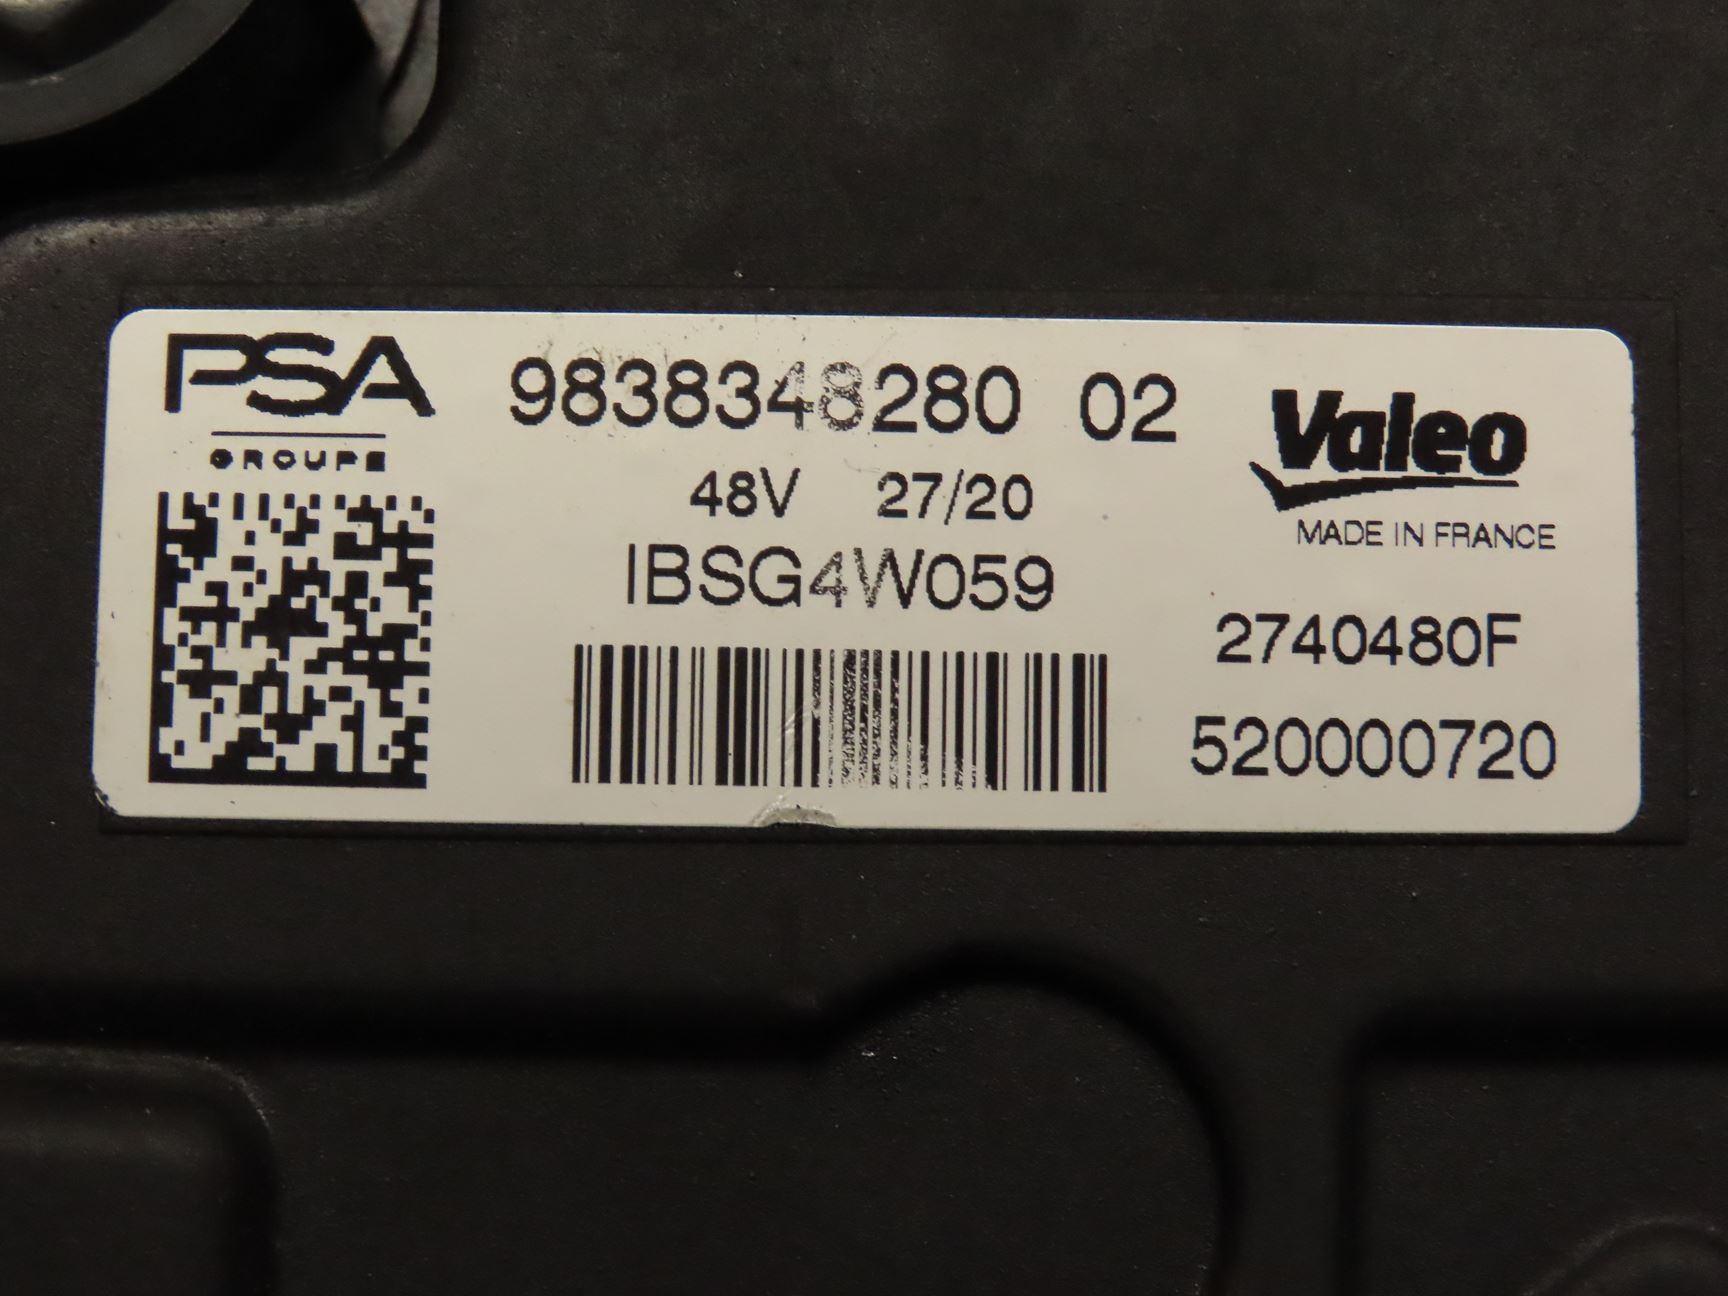 PSA
GROUPE
9838348280 02
48V 27/20
IBSG4W059
Valeo
MADE IN FRANCE
2740480F
520000720